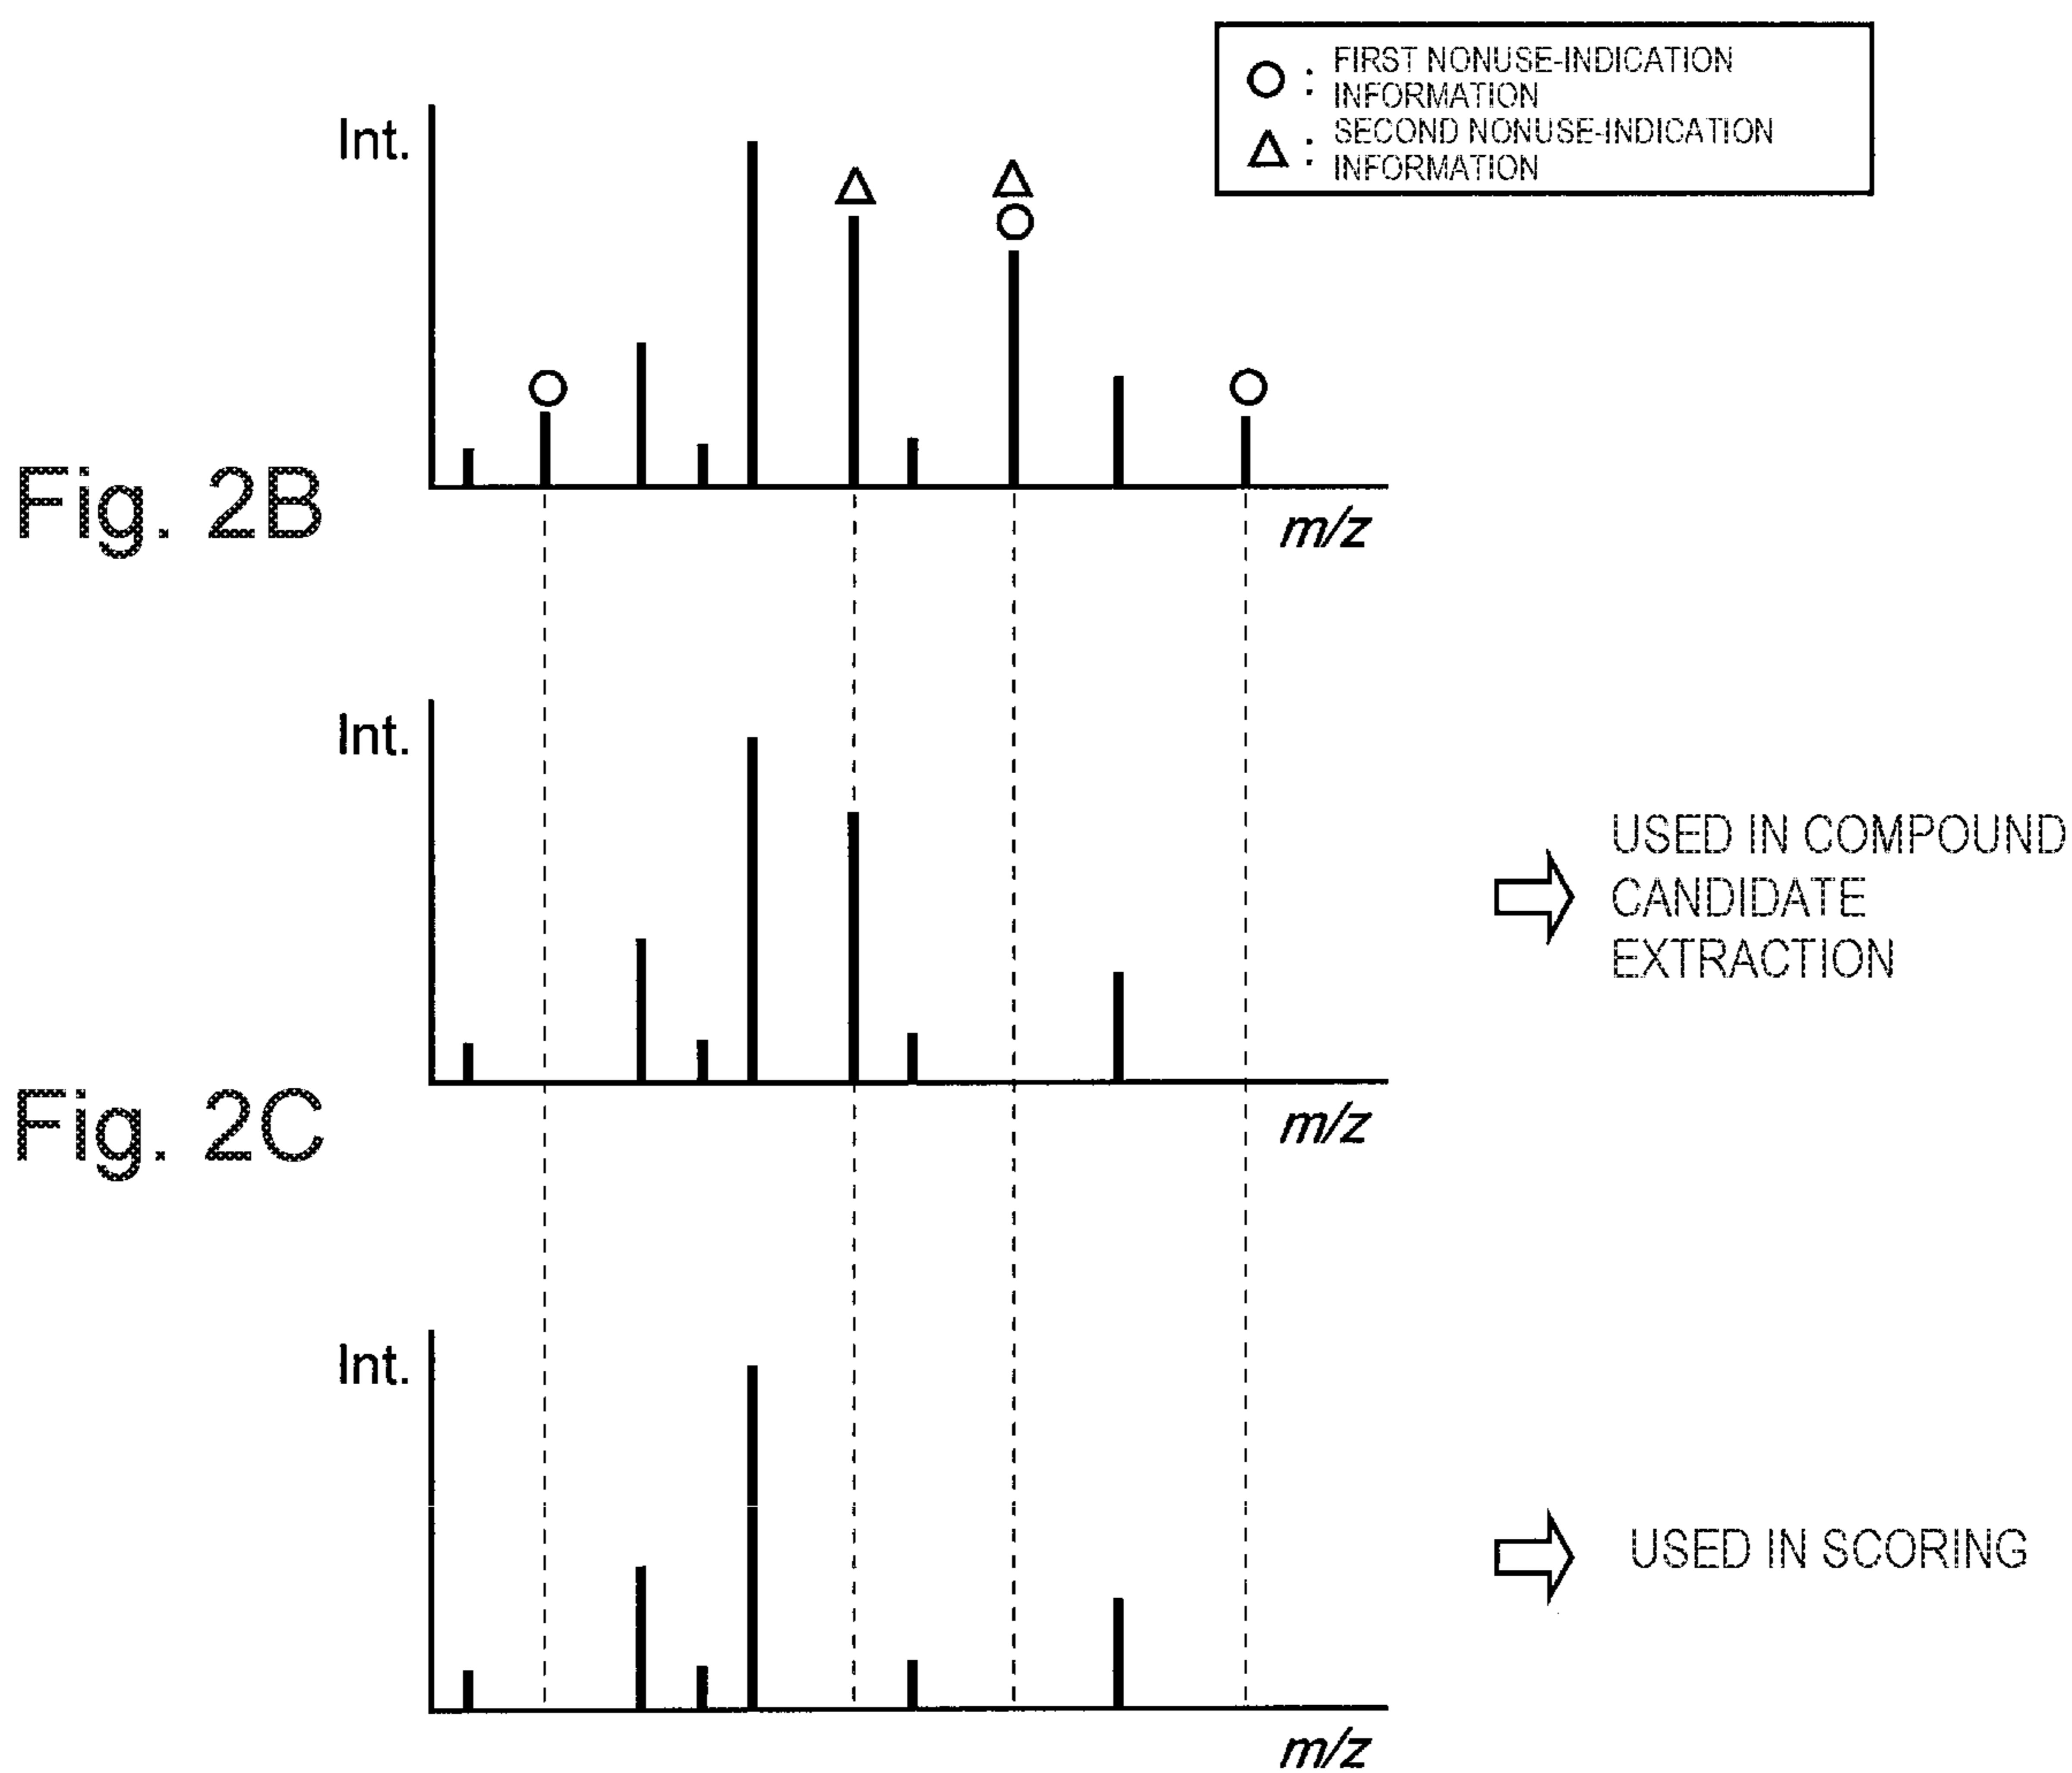 ○ : FIRST NONUSE-INDICATION
INFORMATION
△ : SECOND NONUSE-INDICATION
INFORMATION
Int.
m/z
Fig. 2B
Int.
m/z
USED IN COMPOUND
CANDIDATE
EXTRACTION
Fig. 2C
Int.
m/z
USED IN SCORING